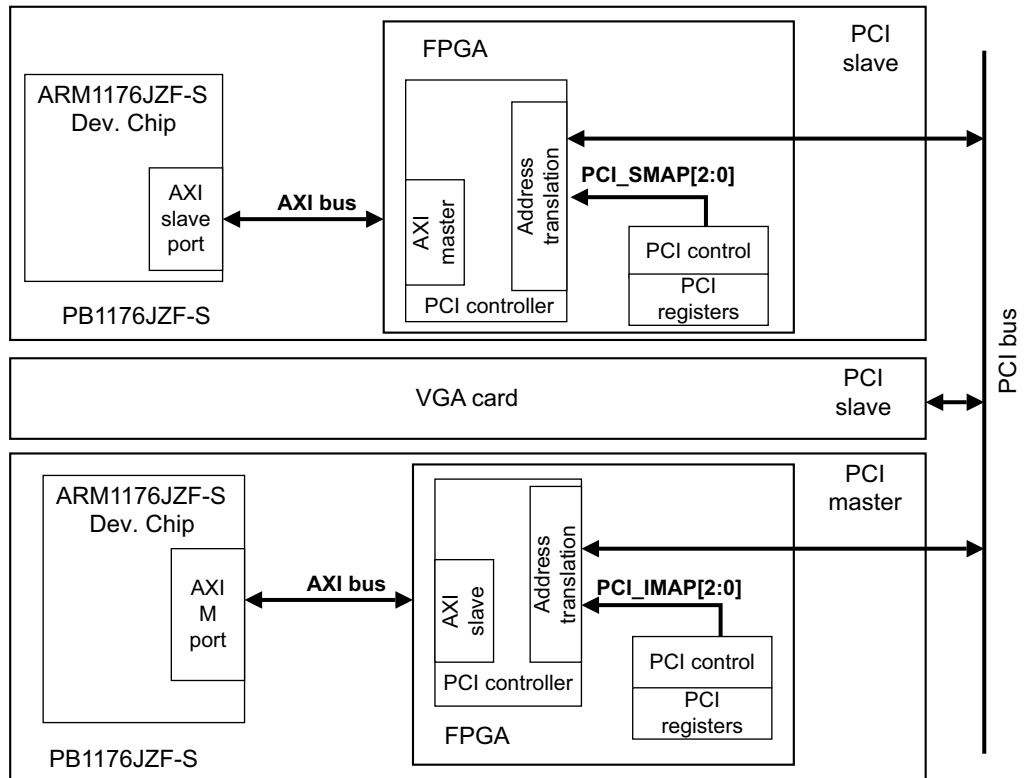 FPGA
PCI
slave
ARM1176JZF-S
Dev. Chip
AXI
slave
port
AXI bus
AXI
master
Address
translation
PCI_SMAP[2:0]
PCI control
PCI
registers
PCI controller
PB1176JZF-S
VGA card
PCI
slave
PCI bus
PCI
master
ARM1176JZF-S
Dev. Chip
AXI
M
port
AXI bus
AXI
slave
Address
translation
PCI_IMAP[2:0]
PCI control
PCI
registers
PCI controller
FPGA
PB1176JZF-S